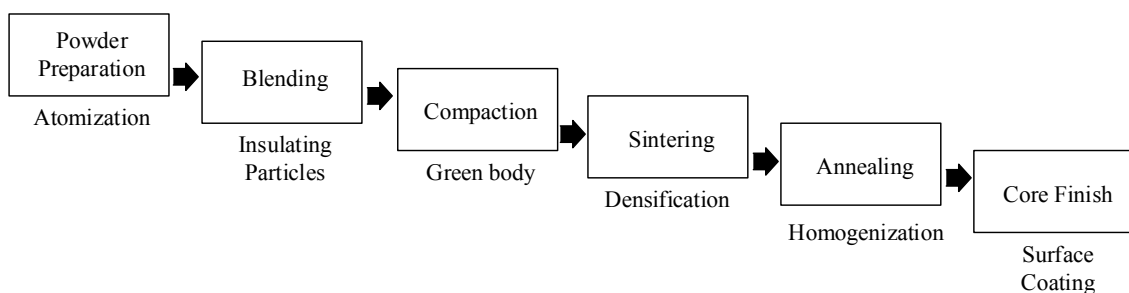 Powder
Preparation
Atomization
Blending
Insulating
Particles
Compaction
Green body
Sintering
Densification
Annealing
Homogenization
Core Finish
Surface
Coating